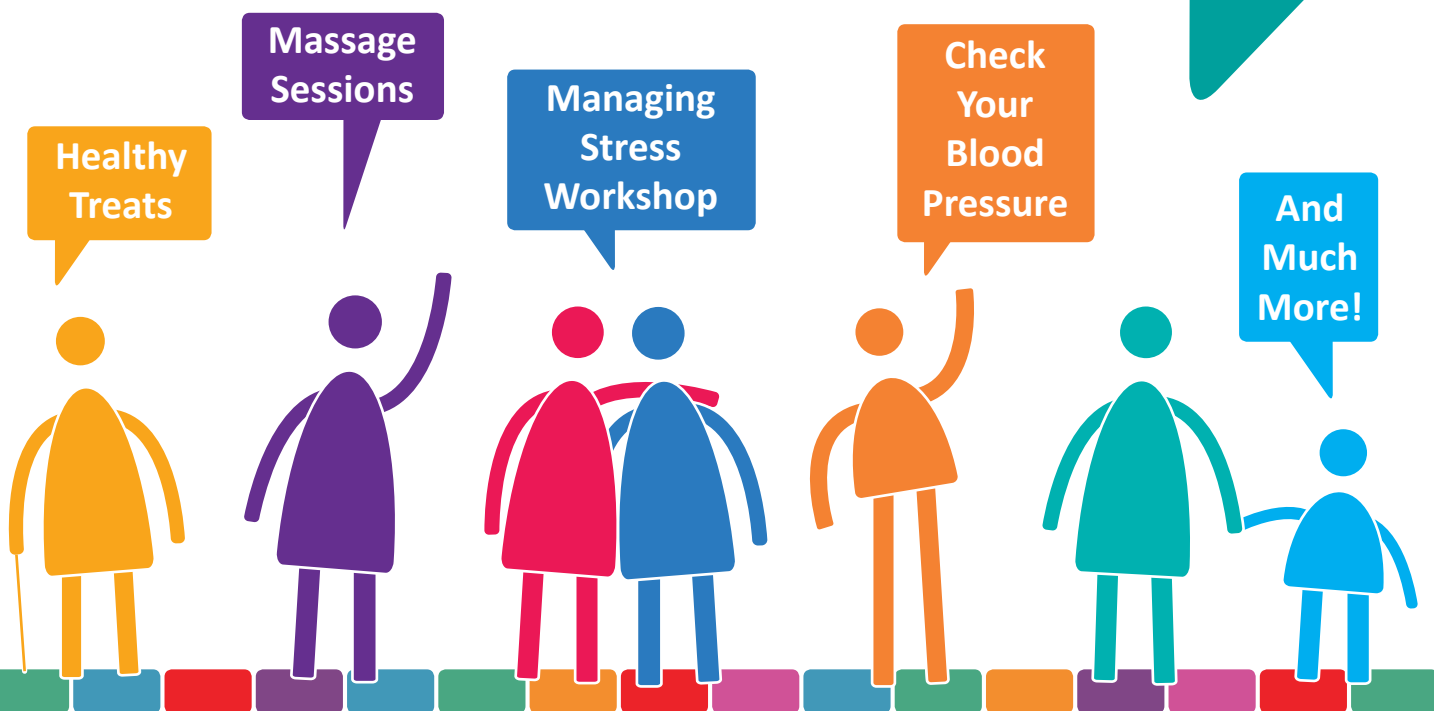 Healthy
Treats
Massage
Sessions
Managing
Stress
Workshop
Check
Your
Blood
Pressure
And
Much
More!